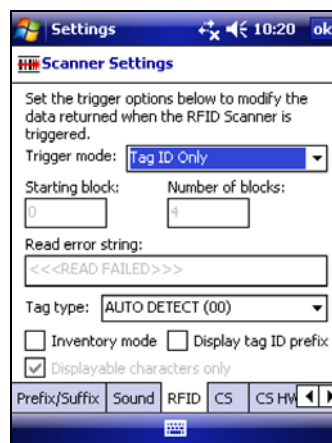 Settings 10:20 ok
Scanner Settings
Set the trigger options below to modify the
data returned when the RFID Scanner is
triggered.
Trigger mode: Tag ID Only
Starting block: Number of blocks:
0 4
Read error string:
<<<READ FAILED>>>
Tag type: AUTO DETECT (00)
Inventory mode Display tag ID prefix
Displayable characters only
Prefix/Suffix Sound RFID CS CS HW